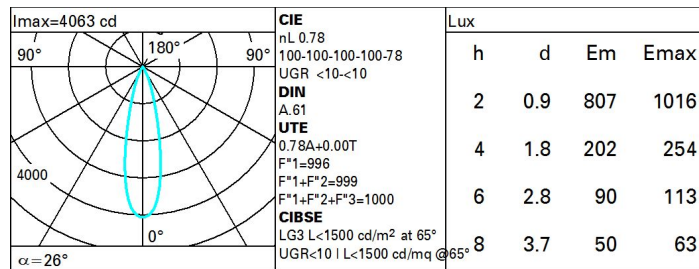 Imax=4063 cd
90°
180°
90°
4000
0°
α=26°
CIE
nL 0.78
100-100-100-100-78
UGR <10-<10
DIN
A.61
UTE
0.78A+0.00T
F"1=996
F"1+F"2=999
F"1+F"2+F"3=1000
CIBSE
LG3 L<1500 cd/m² at 65°
UGR<10 | L<1500 cd/mq @65°
Lux
h d Em Emax
2 0.9 807 1016
4 1.8 202 254
6 2.8 90 113
8 3.7 50 63